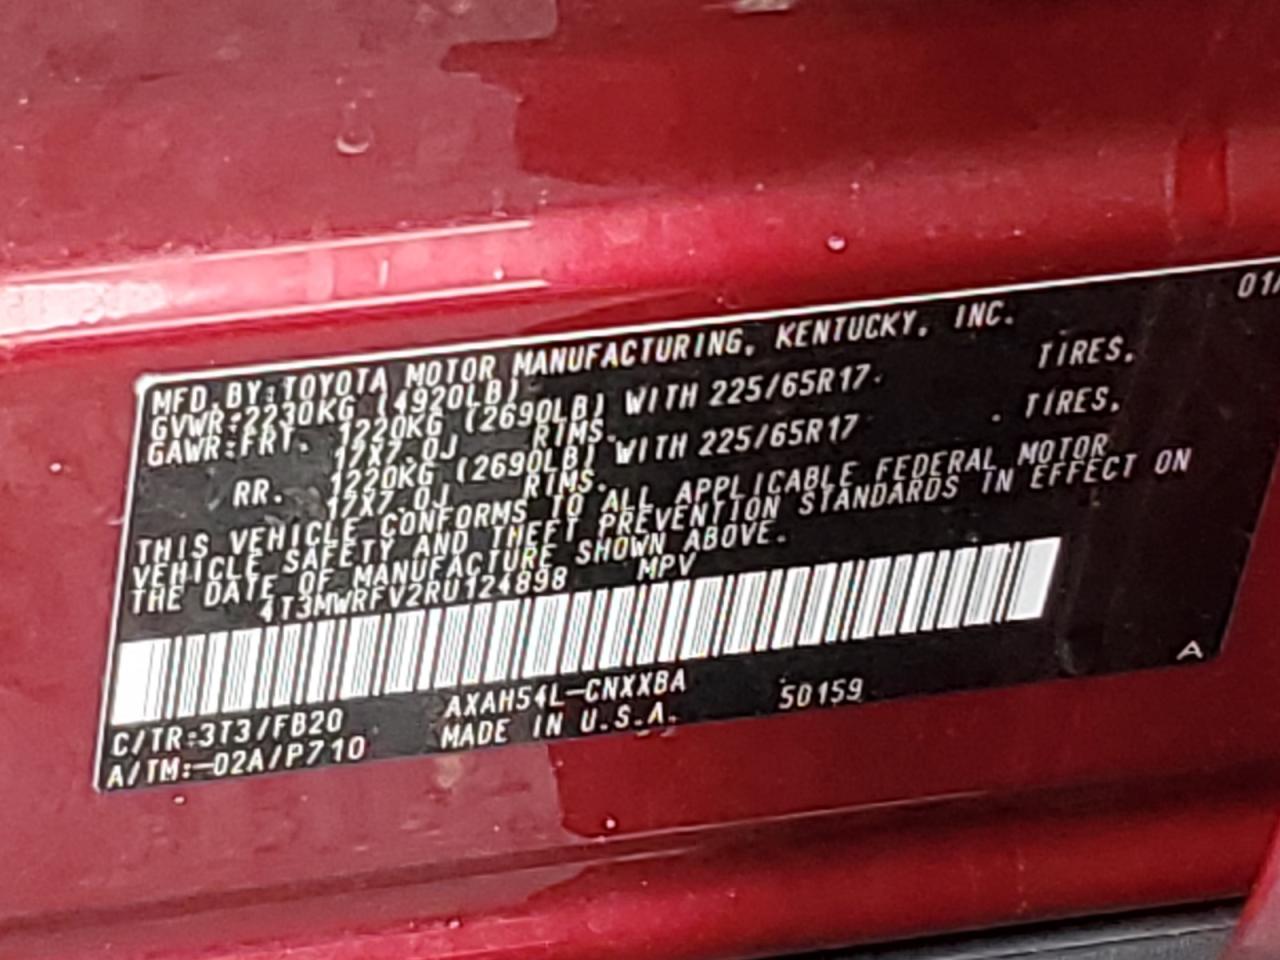 01/
MFD. BY: TOYOTA MOTOR MANUFACTURING, KENTUCKY, INC.
GVWR: 2230KG (4920LB)
GAWR: FRT. 1220KG (2690LB) WITH 225/65R17 TIRES,
17X7.0J RIMS.
RR. 1220KG (2690LB) WITH 225/65R17 TIRES,
17X7.0J RIMS.
THIS VEHICLE CONFORMS TO ALL APPLICABLE FEDERAL MOTOR
VEHICLE SAFETY AND THEFT PREVENTION STANDARDS IN EFFECT ON
THE DATE OF MANUFACTURE SHOWN ABOVE.
4T3MWRFV2RU124898 MPV
C/TR:3T3/FB20 AXAH54L-CNXXBA 50159 A
A/TM:-02A/P710 MADE IN U.S.A.